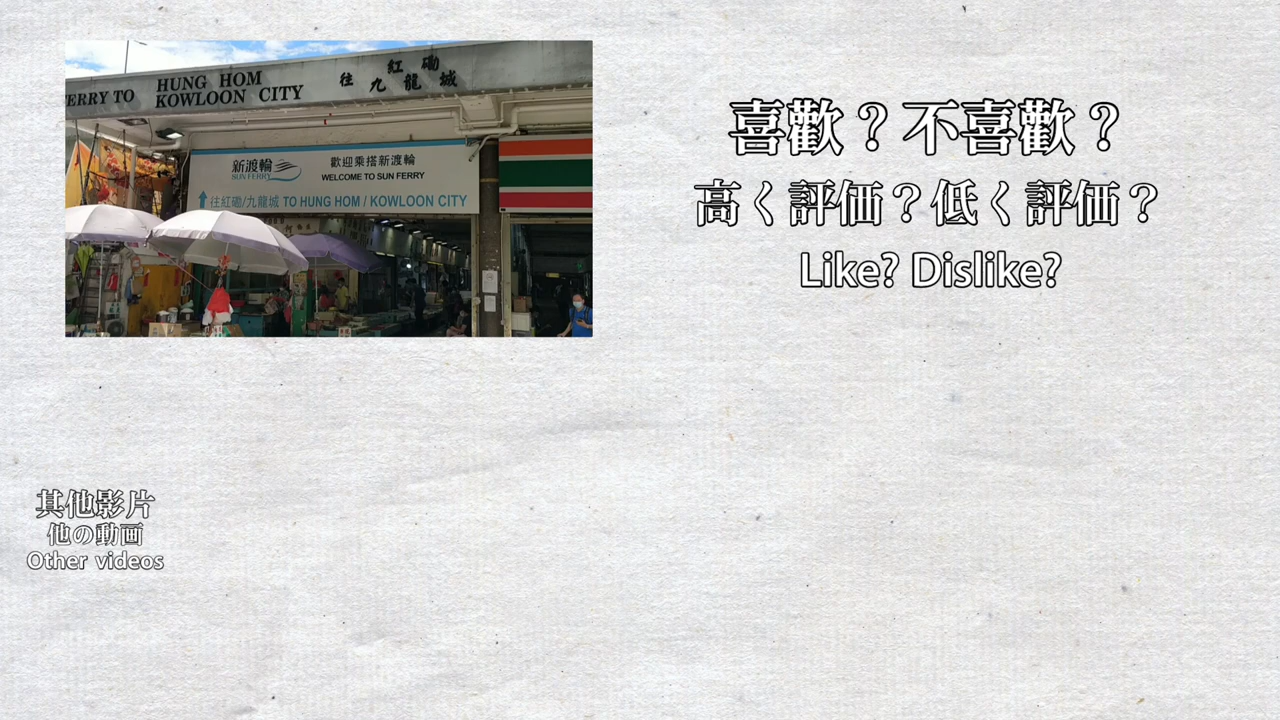 ERRY TO
HUNG HOM
KOWLOON CITY
往
紅磡
九龍城
新渡輪
SUN FERRY
歡迎乘搭新渡輪
WELCOME TO SUN FERRY
往紅磡/九龍城 TO HUNG HOM / KOWLOON CITY
喜歡？不喜歡？
高く評価？低く評価？
Like? Dislike?
其他影片
他の動画
Other videos